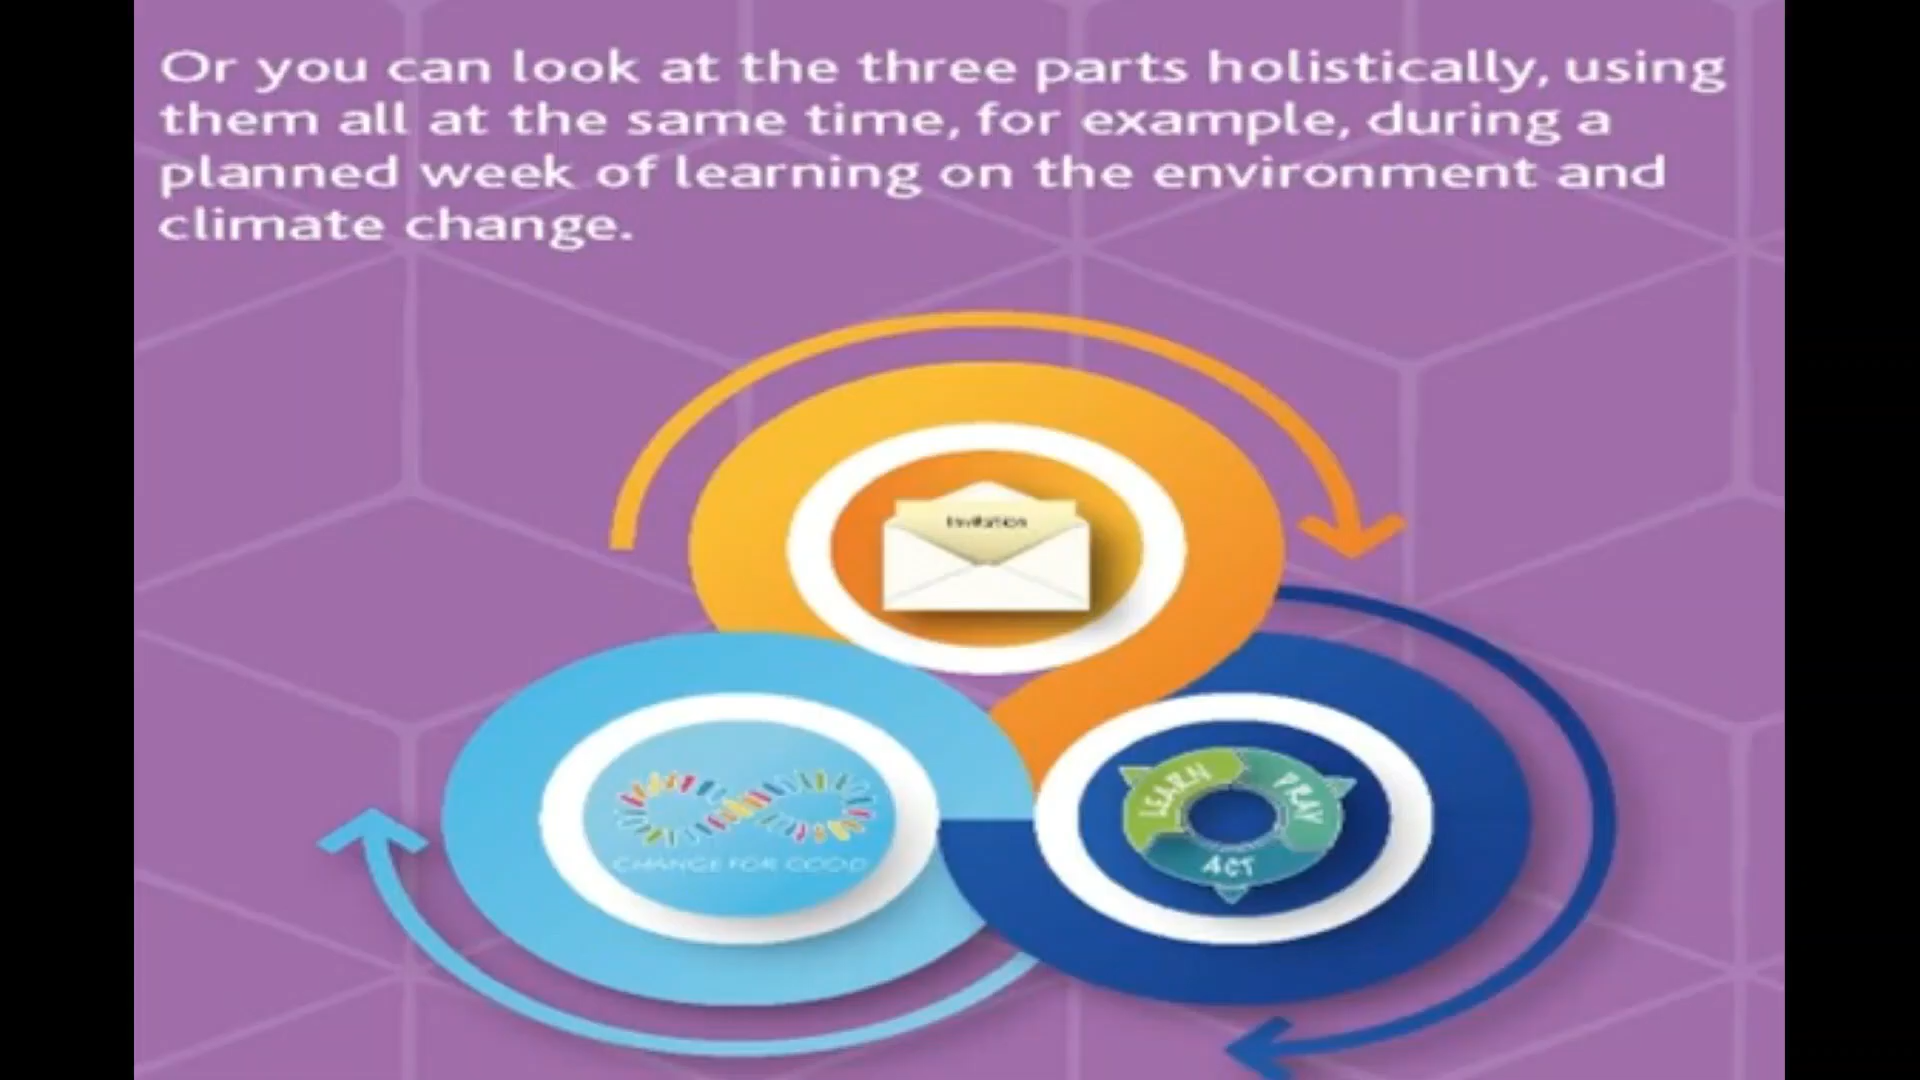 Or you can look at the three parts holistically, using
them all at the same time, for example, during a
planned week of learning on the environment and
climate change.
Invitation
CHANGE FOR GOOD
LEARN
PRAY
ACT